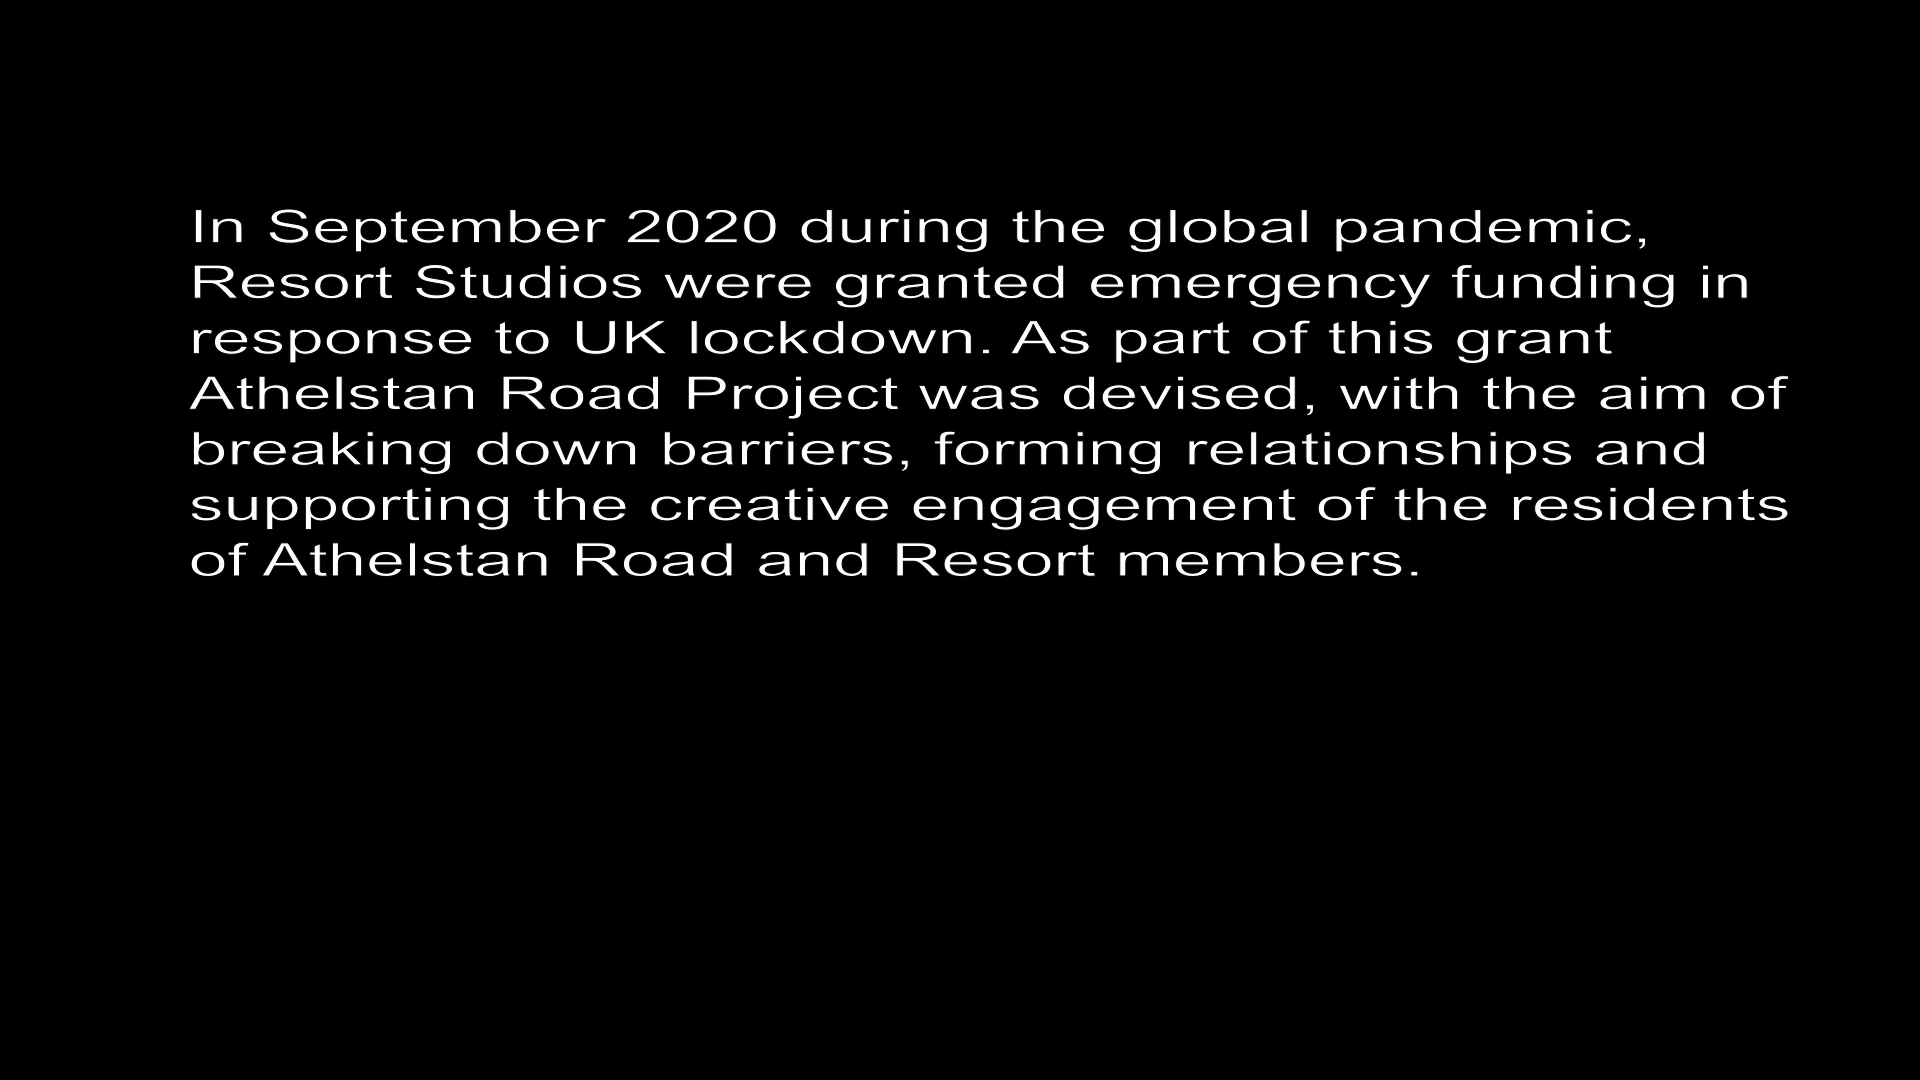 In September 2020 during the global pandemic,
Resort Studios were granted emergency funding in
response to UK lockdown. As part of this grant
Athelstan Road Project was devised, with the aim of
breaking down barriers, forming relationships and
supporting the creative engagement of the residents
of Athelstan Road and Resort members.